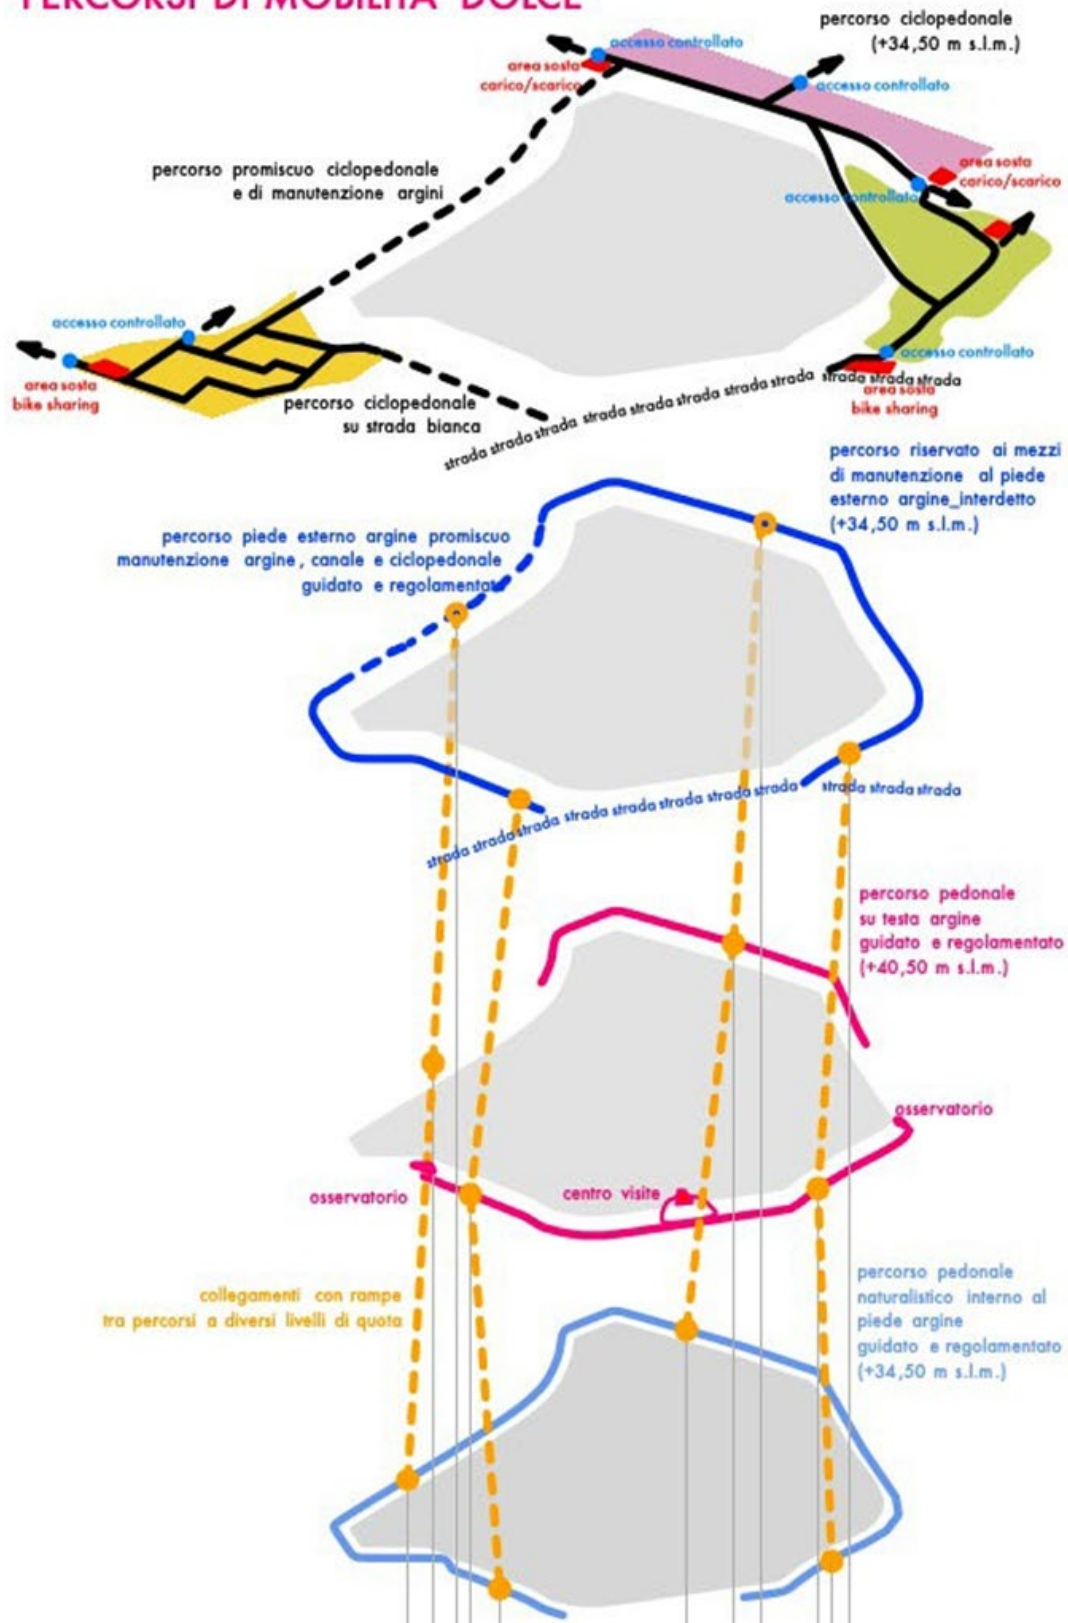 PERCORSI DI MOBILITA' DOLCE
percorso ciclopedonale
(+34,50 m s.l.m.)
accesso controllato
area sosta
carico/scarico
accesso controllato
percorso promiscuo ciclopedonale
e di manutenzione argini
area sosta
carico/scarico
accesso controllato
accesso controllato
area sosta
bike sharing
percorso ciclopedonale
su strada bianca
accesso controllato
strada strada strada strada strada strada strada strada strada strada strada
area sosta
bike sharing
percorso riservato ai mezzi
di manutenzione al piede
esterno argine_interdetto
(+34,50 m s.l.m.)
percorso piede esterno argine promiscuo
manutenzione argine, canale e ciclopedonale
guidato e regolamentato
strada strada strada strada strada strada strada strada strada strada strada
percorso pedonale
su testa argine
guidato e regolamentato
(+40,50 m s.l.m.)
osservatorio
osservatorio
centro visite
collegamenti con rampe
tra percorsi a diversi livelli di quota
percorso pedonale
naturalistico interno al
piede argine
guidato e regolamentato
(+34,50 m s.l.m.)